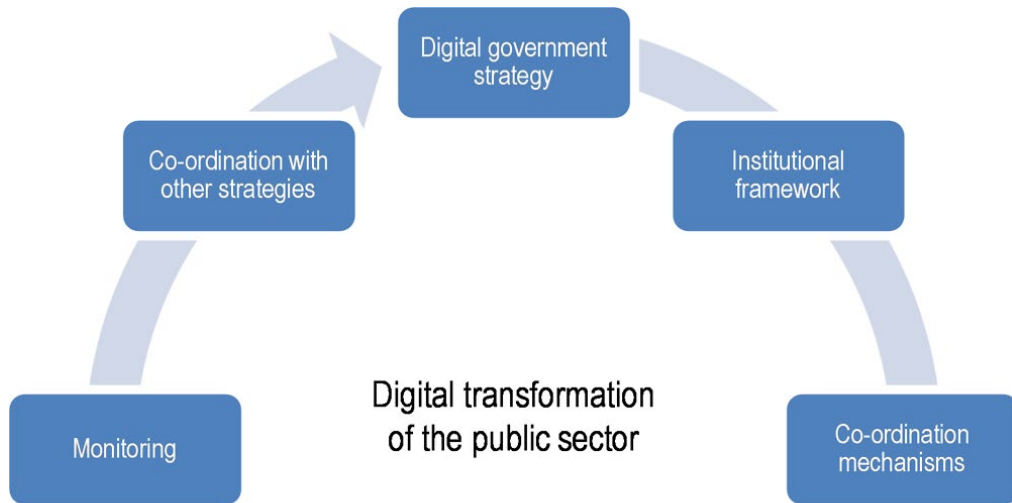 Digital government
strategy
Co-ordination with
other strategies
Institutional
framework
Monitoring
Digital transformation
of the public sector
Co-ordination
mechanisms